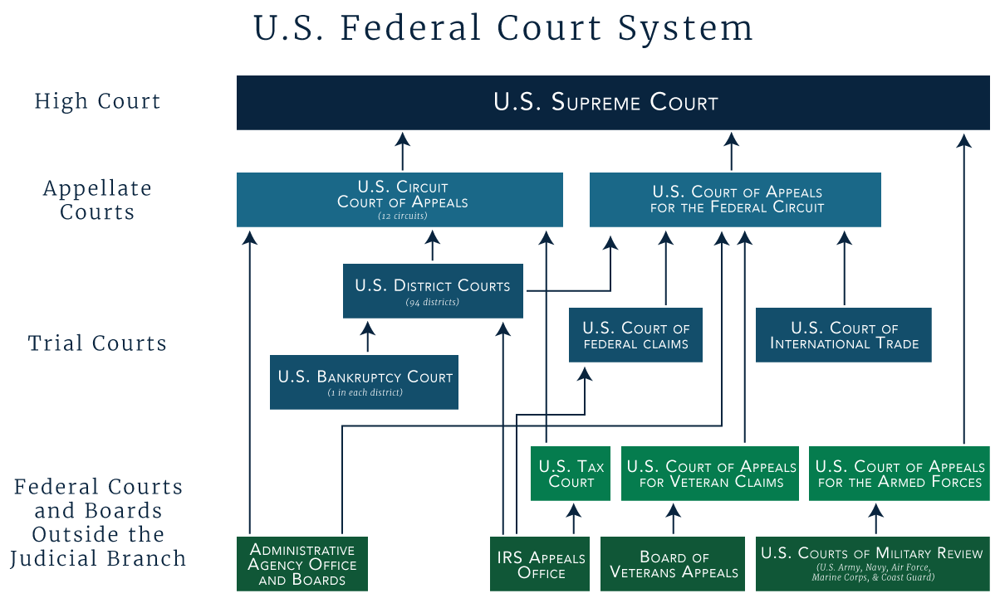 U.S. Federal Court System
High Court
U.S. Supreme Court
Appellate
Courts
U.S. Circuit
Court of Appeals
(12 circuits)
U.S. Court of Appeals
for the Federal Circuit
Trial Courts
U.S. District Courts
(94 districts)
U.S. Court of
federal claims
U.S. Court of
International Trade
U.S. Bankruptcy Court
(1 in each district)
Federal Courts
and Boards
Outside the
Judicial Branch
U.S. Tax
Court
U.S. Court of Appeals
for Veteran Claims
U.S. Court of Appeals
for the Armed Forces
Administrative
Agency Office
and Boards
IRS Appeals
Office
Board of
Veterans Appeals
U.S. Courts of Military Review
(U.S. Army, Navy, Air Force,
Marine Corps, & Coast Guard)